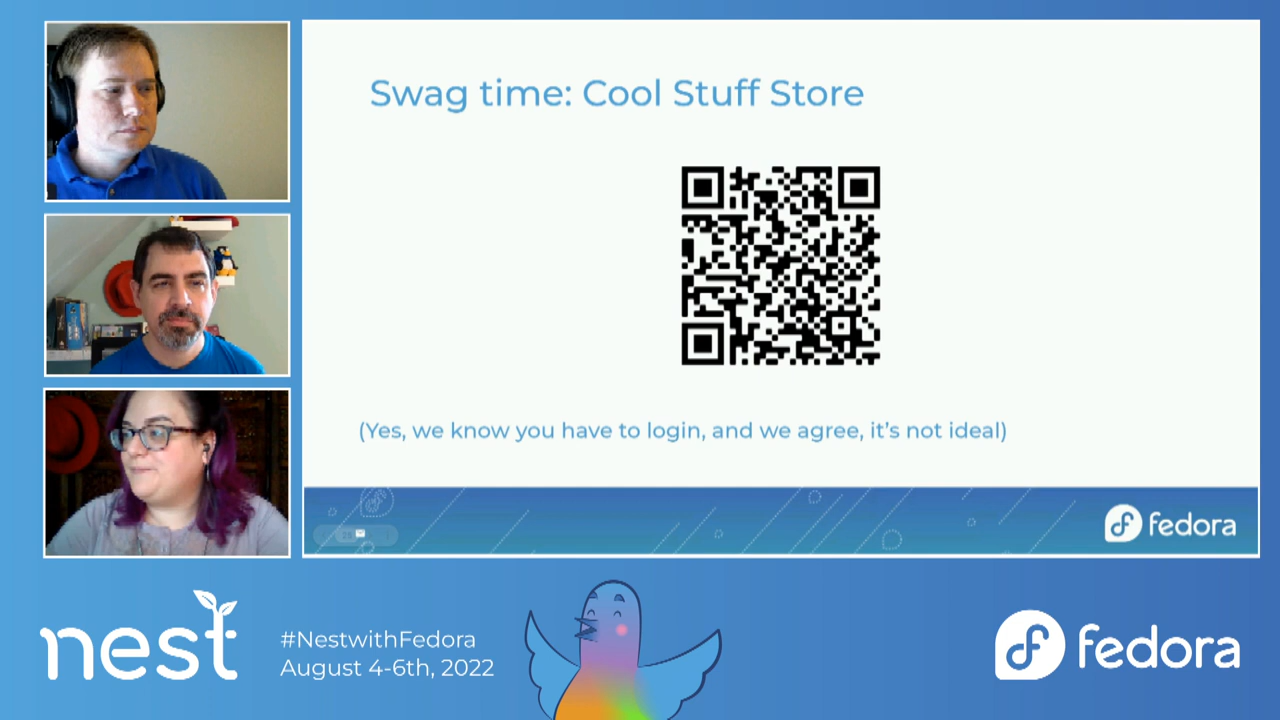 Swag time: Cool Stuff Store
(Yes, we know you have to login, and we agree, it's not ideal)
fedora
nest
#NestwithFedora
August 4-6th, 2022
fedora